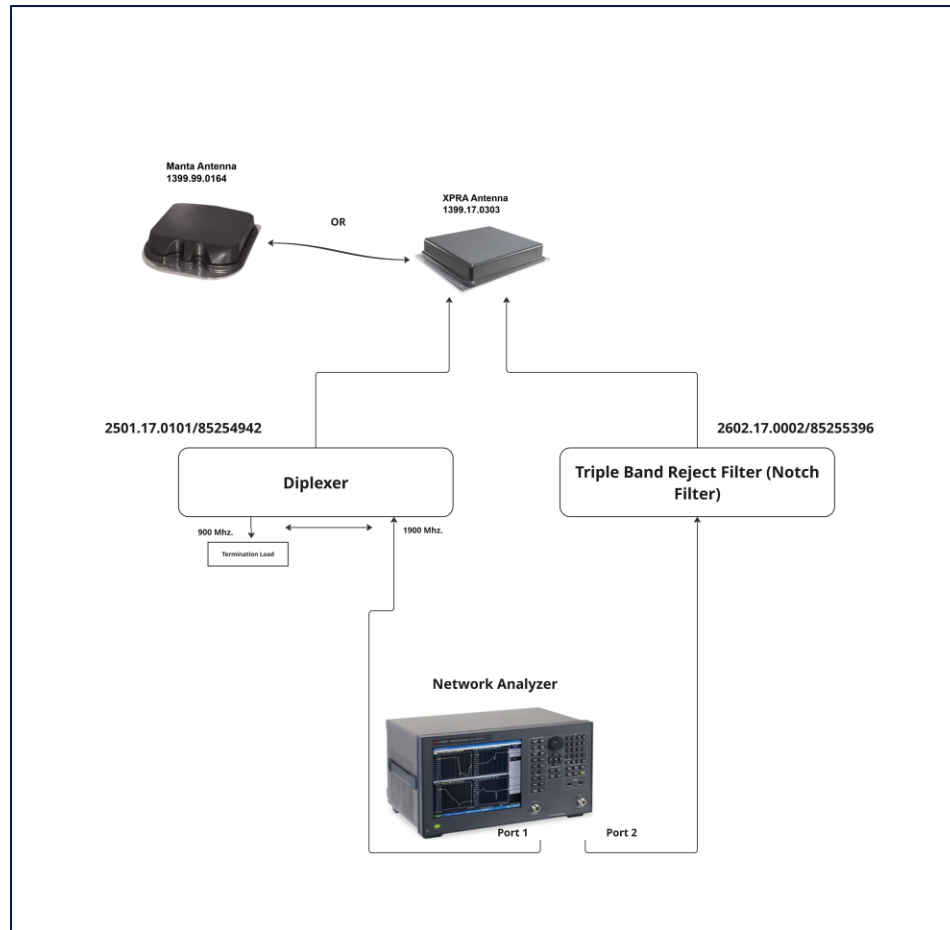 Manta Antenna
1399.99.0164
XPRA Antenna
1399.17.0303
OR
2501.17.0101/85254942
2602.17.0002/85255396
Diplexer
Triple Band Reject Filter (Notch
Filter)
900 Mhz.
1900 Mhz.
Termination Load
Network Analyzer
Port 1
Port 2